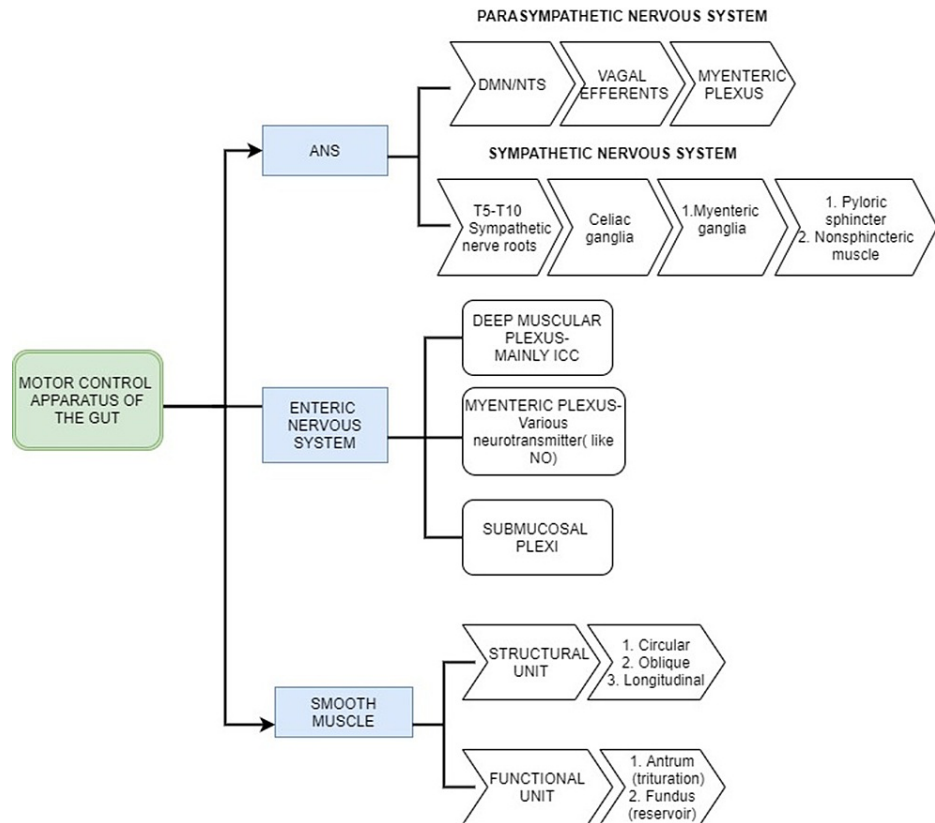 PARASYMPATHETIC NERVOUS SYSTEM
DMN/NTS
VAGAL
EFFERENTS
MYENTERIC
PLEXUS
ANS
SYMPATHETIC NERVOUS SYSTEM
T5-T10
Sympathetic
nerve roots
Celiac
ganglia
1.Myenteric
ganglia
1. Pyloric
sphincter
2. Nonsphincteric
muscle
MOTOR CONTROL
APPARATUS OF
THE GUT
ENTERIC
NERVOUS
SYSTEM
DEEP MUSCULAR
PLEXUS-
MAINLY ICC
MYENTERIC PLEXUS-
Various
neurotransmitter( like
NO)
SUBMUCOSAL
PLEXI
SMOOTH
MUSCLE
STRUCTURAL
UNIT
1. Circular
2. Oblique
3. Longitudinal
FUNCTIONAL
UNIT
1. Antrum
(trituration)
2. Fundus
(reservoir)